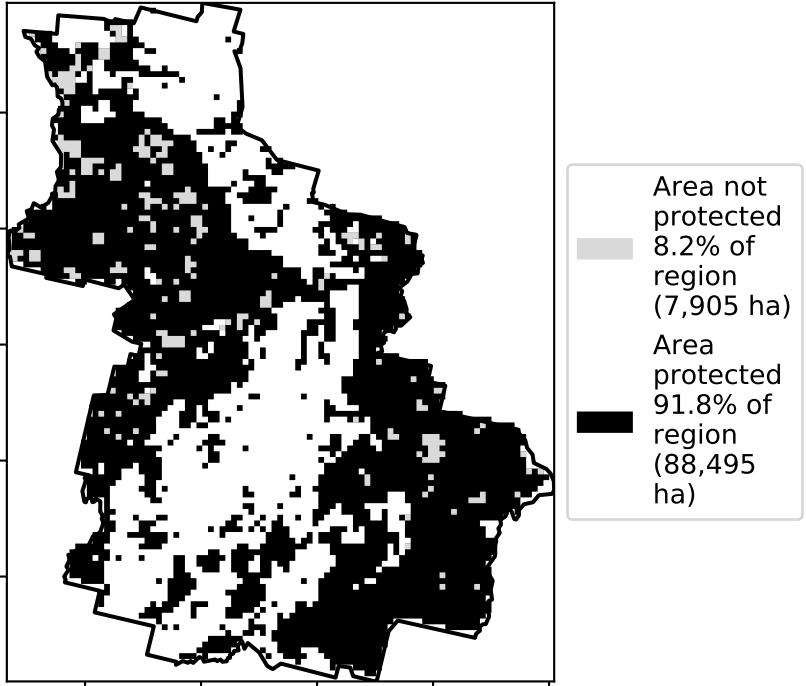 Area not
protected
8.2% of
region
(7,905 ha)
Area
protected
91.8% of
region
(88,495
ha)